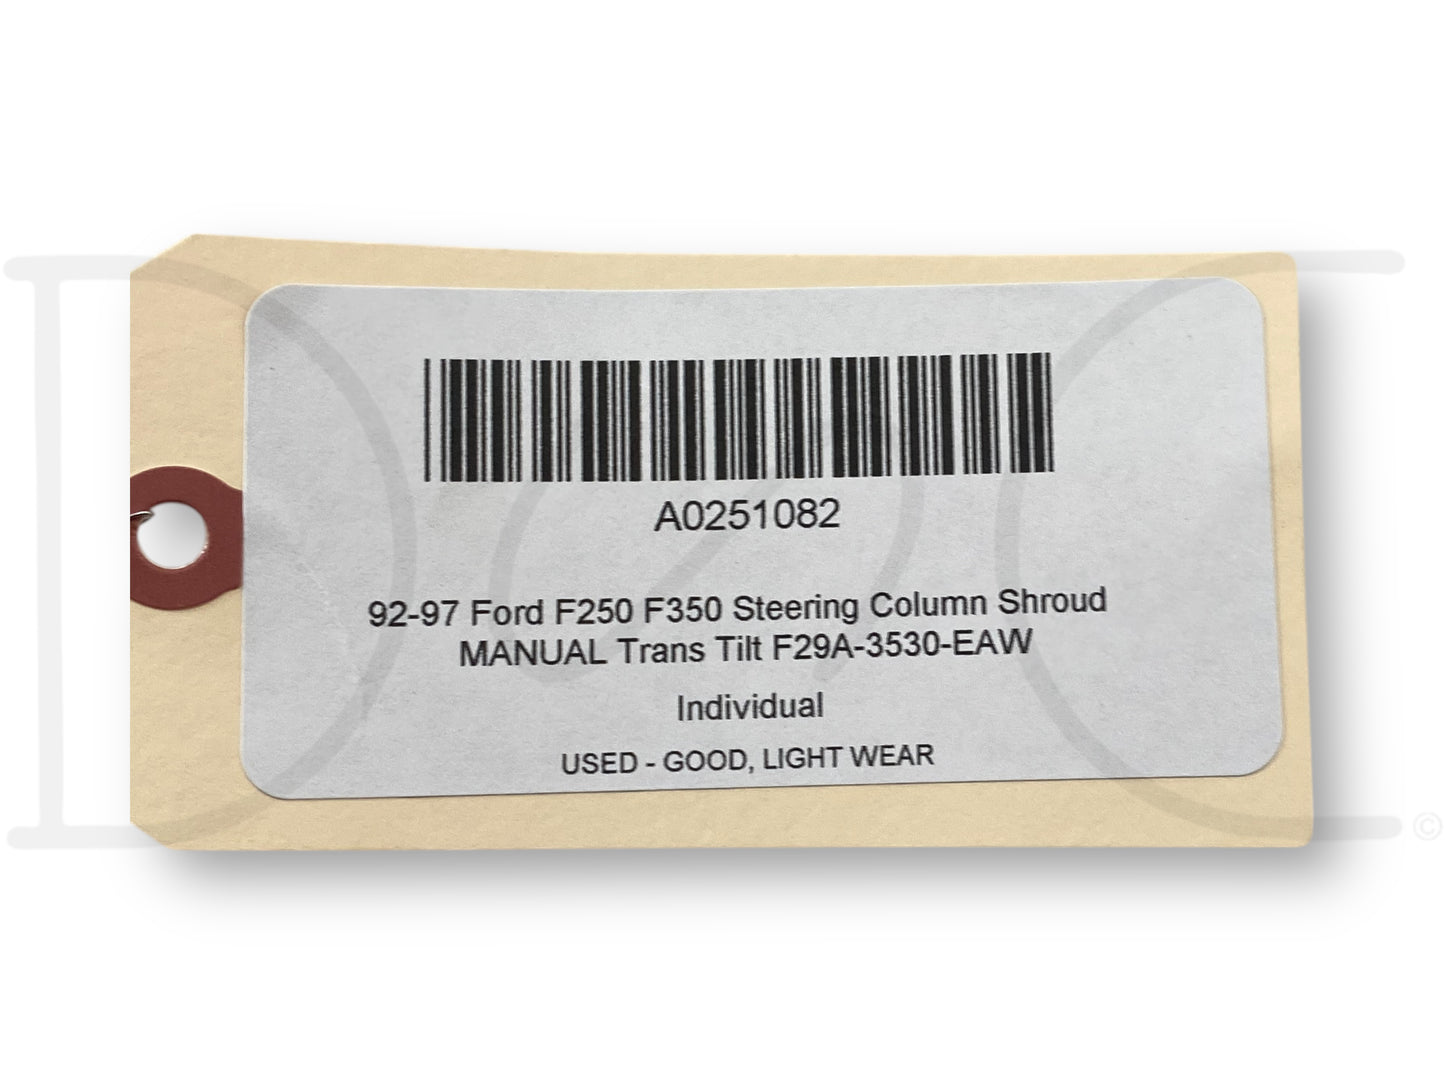 A0251082
92-97 Ford F250 F350 Steering Column Shroud
MANUAL Trans Tilt F29A-3530-EAW
Individual
USED - GOOD, LIGHT WEAR
©